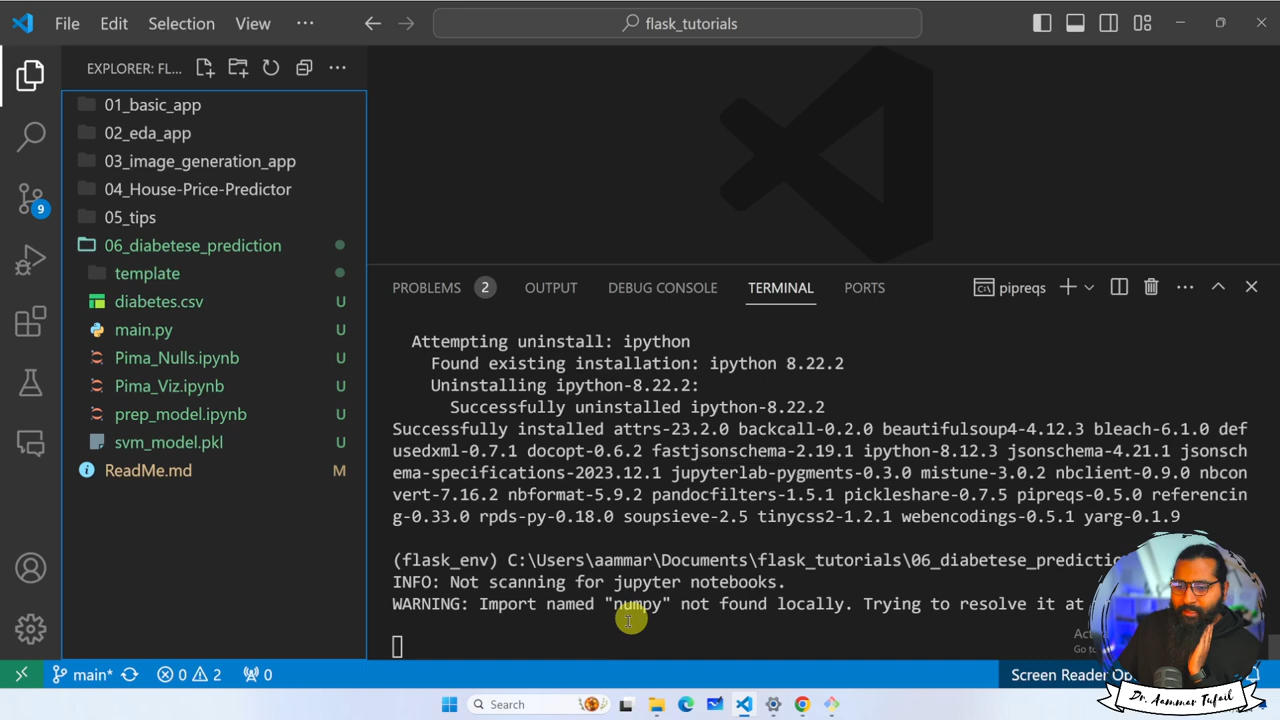 File Edit Selection View ··· flask_tutorials
EXPLORER: FL...
01_basic_app
02_eda_app
03_image_generation_app
04_House-Price-Predictor
05_tips
06_diabetese_prediction
template
diabetes.csv U
main.py U
Pima_Nulls.ipynb U
Pima_Viz.ipynb U
prep_model.ipynb U
svm_model.pkl U
ReadMe.md M
9
PROBLEMS 2 OUTPUT DEBUG CONSOLE TERMINAL PORTS pipreqs
Attempting uninstall: ipython
Found existing installation: ipython 8.22.2
Uninstalling ipython-8.22.2:
Successfully uninstalled ipython-8.22.2
Successfully installed attrs-23.2.0 backcall-0.2.0 beautifulsoup4-4.12.3 bleach-6.1.0 def
usedxml-0.7.1 docopt-0.6.2 fastjsonschema-2.19.1 ipython-8.12.3 jsonschema-4.21.1 jsonsch
ema-specifications-2023.12.1 jupyterlab-pygments-0.3.0 mistune-3.0.2 nbclient-0.9.0 nbcon
vert-7.16.2 nbformat-5.9.2 pandocfilters-1.5.1 pickleshare-0.7.5 pipreqs-0.5.0 referencin
g-0.33.0 rpds-py-0.18.0 soupsieve-2.5 tinycss2-1.2.1 webencodings-0.5.1 yarg-0.1.9
(flask_env) C:\Users\aammar\Documents\flask_tutorials\06_diabetese_prediction
INFO: Not scanning for jupyter notebooks.
WARNING: Import named "numpy" not found locally. Trying to resolve it at
Go to
main* 0 2 0 Screen Reader
Search
Dr. Aammar Tufail